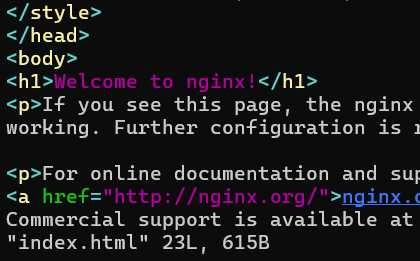 </style>
</head>
<body>
<h1>Welcome to nginx!</h1>
<p>If you see this page, the nginx
working. Further configuration is
<p>For online documentation and sup
<a href="http://nginx.org/">nginx.
Commercial support is available at
"index.html" 23L, 615B